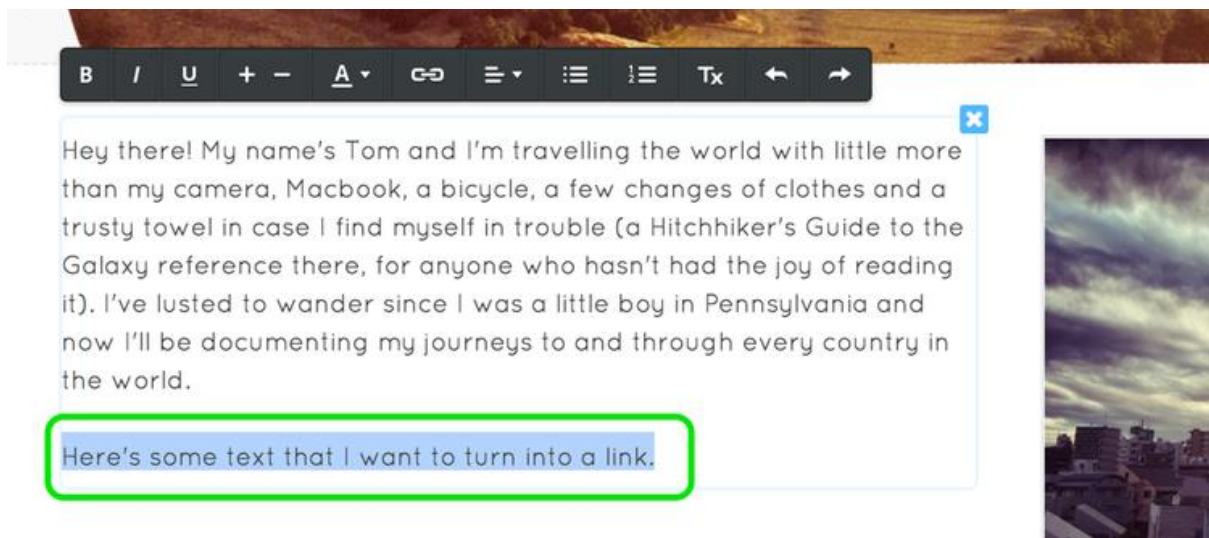 B I U + − A Tx
Hey there! My name's Tom and I'm travelling the world with little more
than my camera, Macbook, a bicycle, a few changes of clothes and a
trusty towel in case I find myself in trouble (a Hitchhiker's Guide to the
Galaxy reference there, for anyone who hasn't had the joy of reading
it). I've lusted to wander since I was a little boy in Pennsylvania and
now I'll be documenting my journeys to and through every country in
the world.
Here's some text that I want to turn into a link.